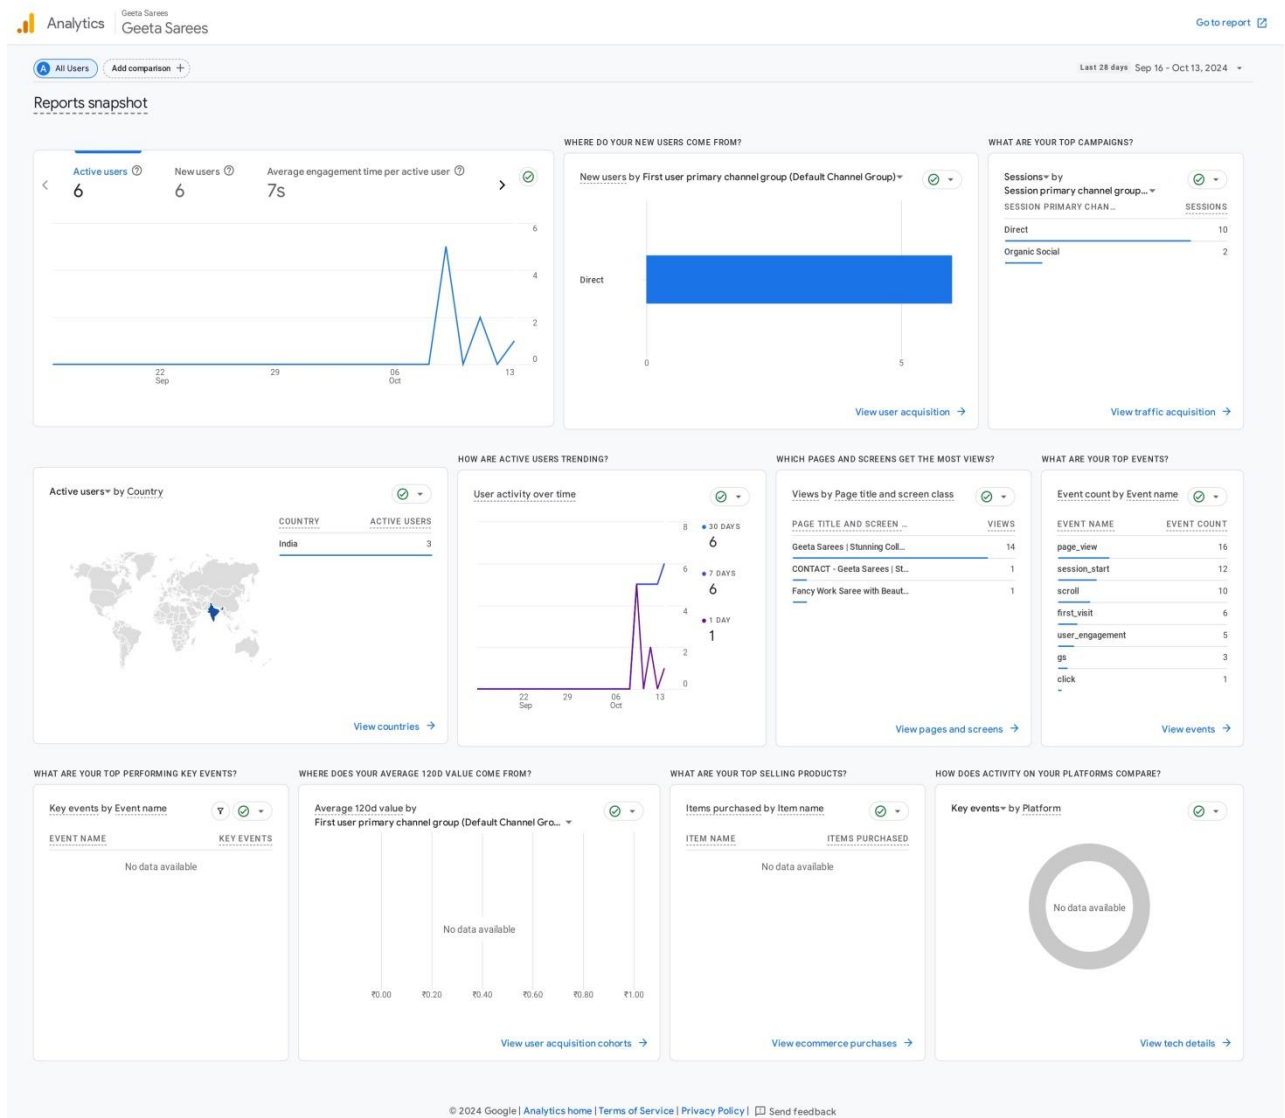 Analytics
Geeta Sarees
Geeta Sarees
Go to report
A All Users
Add comparison +
Last 28 days Sep 16 - Oct 13, 2024
Reports snapshot
Active users
6
New users
6
Average engagement time per active user
7s
6
4
2
0
22
Sep
29
06
Oct
13
WHERE DO YOUR NEW USERS COME FROM?
New users by First user primary channel group (Default Channel Group)
Direct
0
5
View user acquisition
WHAT ARE YOUR TOP CAMPAIGNS?
Sessions by
Session primary channel group...
SESSION PRIMARY CHAN... SESSIONS
Direct 10
Organic Social 2
View traffic acquisition
Active users by Country
COUNTRY ACTIVE USERS
India 3
View countries
HOW ARE ACTIVE USERS TRENDING?
User activity over time
8
6
4
2
0
22
Sep
29
06
Oct
13
30 DAYS
6
7 DAYS
6
1 DAY
1
WHICH PAGES AND SCREENS GET THE MOST VIEWS?
Views by Page title and screen class
PAGE TITLE AND SCREEN ... VIEWS
Geeta Sarees | Stunning Coll... 14
CONTACT - Geeta Sarees | St... 1
Fancy Work Saree with Beaut... 1
View pages and screens
WHAT ARE YOUR TOP EVENTS?
Event count by Event name
EVENT NAME EVENT COUNT
page_view 16
session_start 12
scroll 10
first_visit 6
user_engagement 5
gs 3
click 1
View events
WHAT ARE YOUR TOP PERFORMING KEY EVENTS?
Key events by Event name
EVENT NAME KEY EVENTS
No data available
WHERE DOES YOUR AVERAGE 120D VALUE COME FROM?
Average 120d value by
First user primary channel group (Default Channel Gro...
No data available
₹0.00 ₹0.20 ₹0.40 ₹0.60 ₹0.80 ₹1.00
View user acquisition cohorts
WHAT ARE YOUR TOP SELLING PRODUCTS?
Items purchased by Item name
ITEM NAME ITEMS PURCHASED
No data available
View ecommerce purchases
HOW DOES ACTIVITY ON YOUR PLATFORMS COMPARE?
Key events by Platform
No data available
View tech details
© 2024 Google | Analytics home | Terms of Service | Privacy Policy | Send feedback